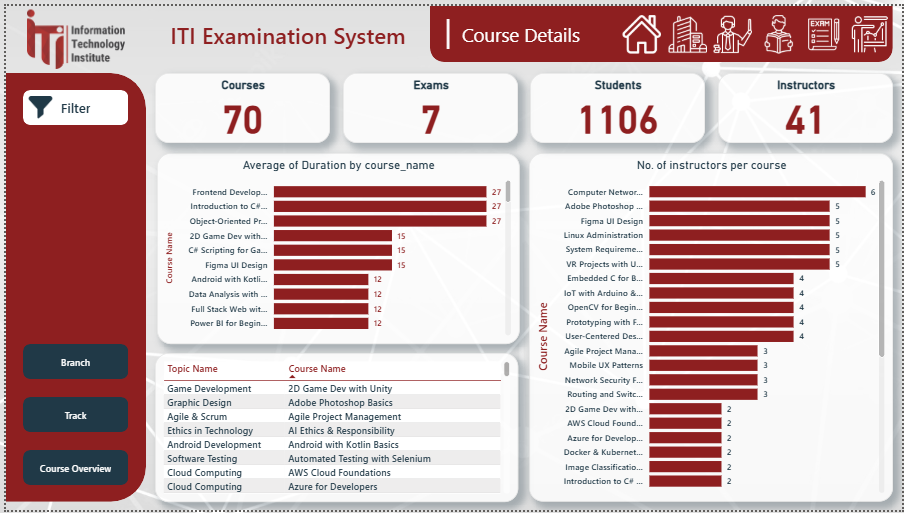 iTi
Information
Technology
Institute
ITI Examination System
Course Details
EXAM
Filter
Branch
Track
Course Overview
Courses
70
Exams
7
Students
1106
Instructors
41
Average of Duration by course_name
Course Name
Frontend Develop... 27
Introduction to C#... 27
Object-Oriented Pr... 27
2D Game Dev with... 15
C# Scripting for Ga... 15
Figma UI Design 15
Android with Kotli... 12
Data Analysis with ... 12
Full Stack Web wit... 12
Power BI for Begin... 12
Topic Name Course Name
Game Development 2D Game Dev with Unity
Graphic Design Adobe Photoshop Basics
Agile & Scrum Agile Project Management
Ethics in Technology AI Ethics & Responsibility
Android Development Android with Kotlin Basics
Software Testing Automated Testing with Selenium
Cloud Computing AWS Cloud Foundations
Cloud Computing Azure for Developers
No. of instructors per course
Course Name
Computer Networ... 6
Adobe Photoshop ... 5
Figma UI Design 5
Linux Administration 5
System Requireme... 5
VR Projects with U... 5
Embedded C for B... 4
IoT with Arduino &... 4
OpenCV for Begin... 4
Prototyping with F... 4
User-Centered Des... 4
Agile Project Mana... 3
Mobile UX Patterns 3
Network Security F... 3
Routing and Switc... 3
2D Game Dev with... 2
AWS Cloud Found... 2
Azure for Develop... 2
Docker & Kubernet... 2
Image Classificatio... 2
Introduction to C# ... 2